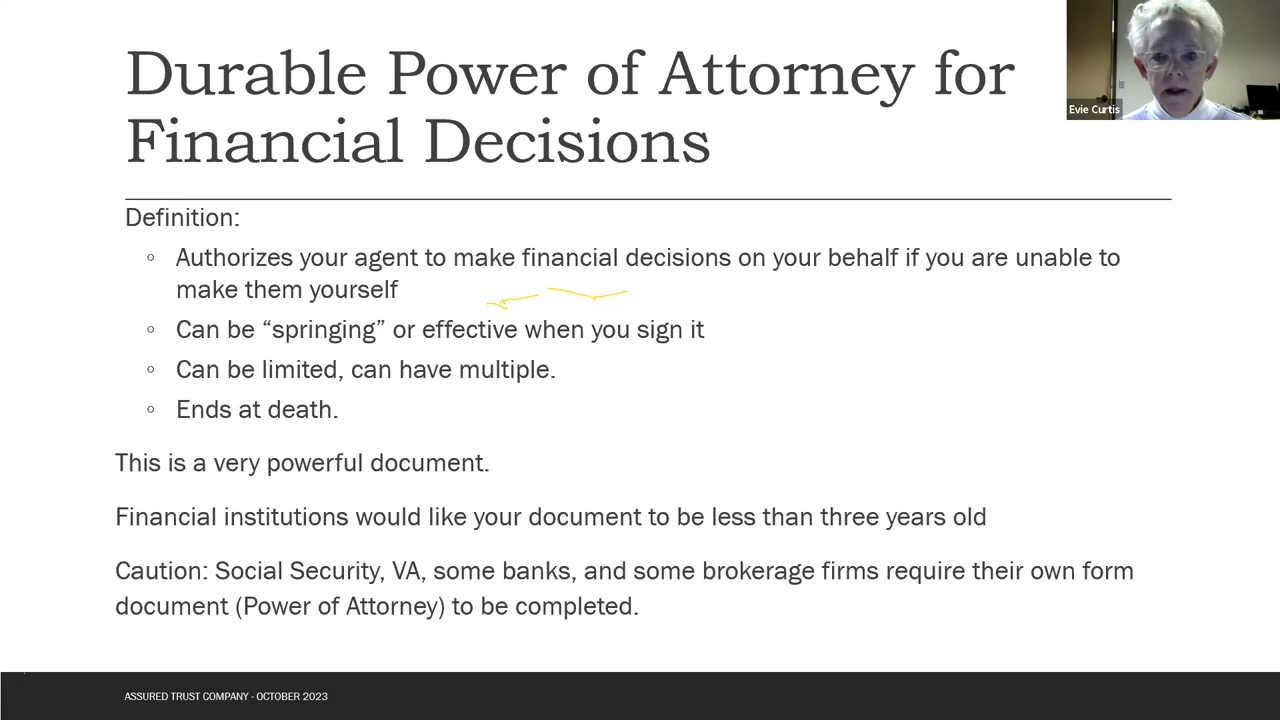 Durable Power of Attorney for
Financial Decisions
Evie Curtis
Definition:
◦ Authorizes your agent to make financial decisions on your behalf if you are unable to
make them yourself
◦ Can be “springing” or effective when you sign it
◦ Can be limited, can have multiple.
◦ Ends at death.
This is a very powerful document.
Financial institutions would like your document to be less than three years old
Caution: Social Security, VA, some banks, and some brokerage firms require their own form
document (Power of Attorney) to be completed.
ASSURED TRUST COMPANY - OCTOBER 2023